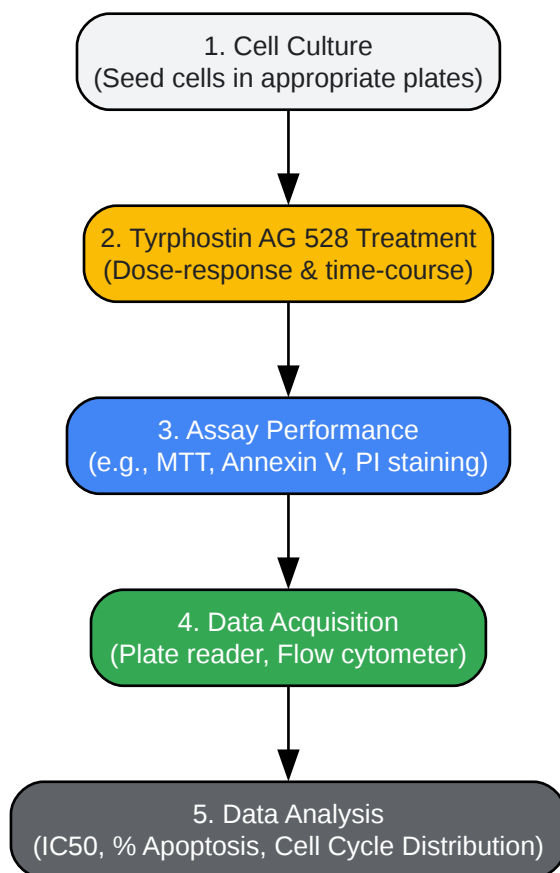 1. Cell Culture
(Seed cells in appropriate plates)
2. Tyrphostin AG 528 Treatment
(Dose-response & time-course)
3. Assay Performance
(e.g., MTT, Annexin V, PI staining)
4. Data Acquisition
(Plate reader, Flow cytometer)
5. Data Analysis
(IC50, % Apoptosis, Cell Cycle Distribution)